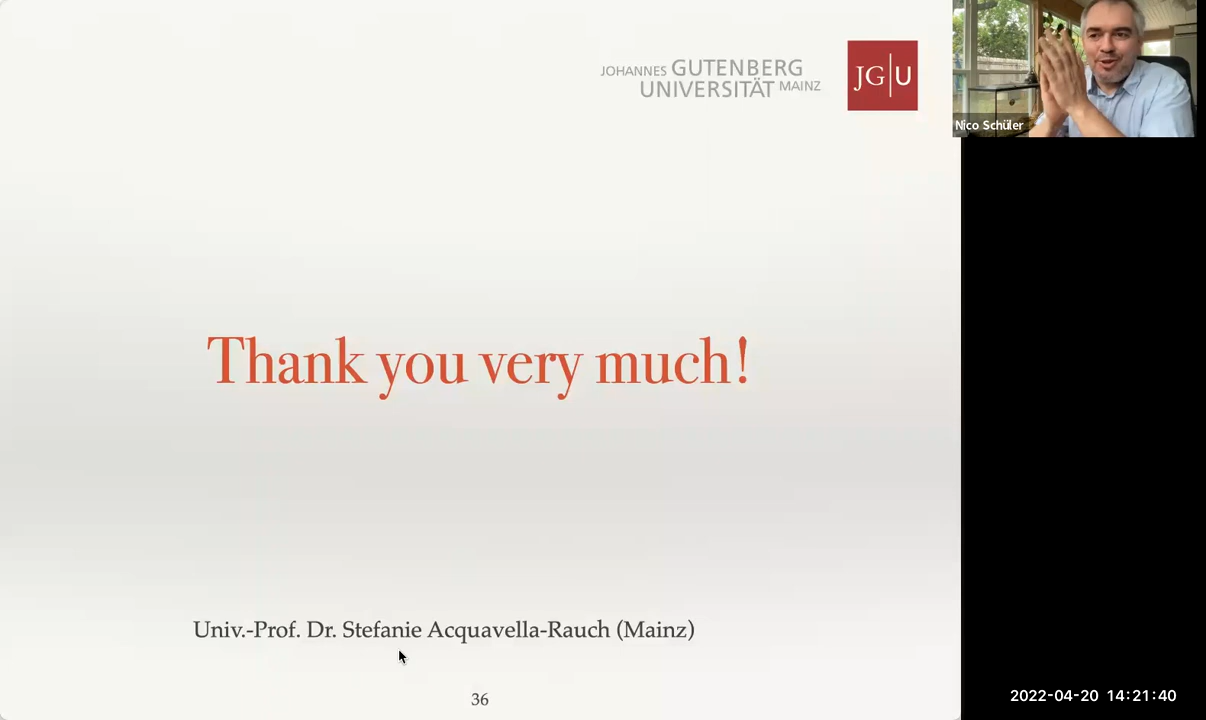 JOHANNES GUTENBERG
UNIVERSITÄT MAINZ
JG|U
Nico Schüler
Thank you very much!
Univ.-Prof. Dr. Stefanie Acquavella-Rauch (Mainz)
36
2022-04-20 14:21:40